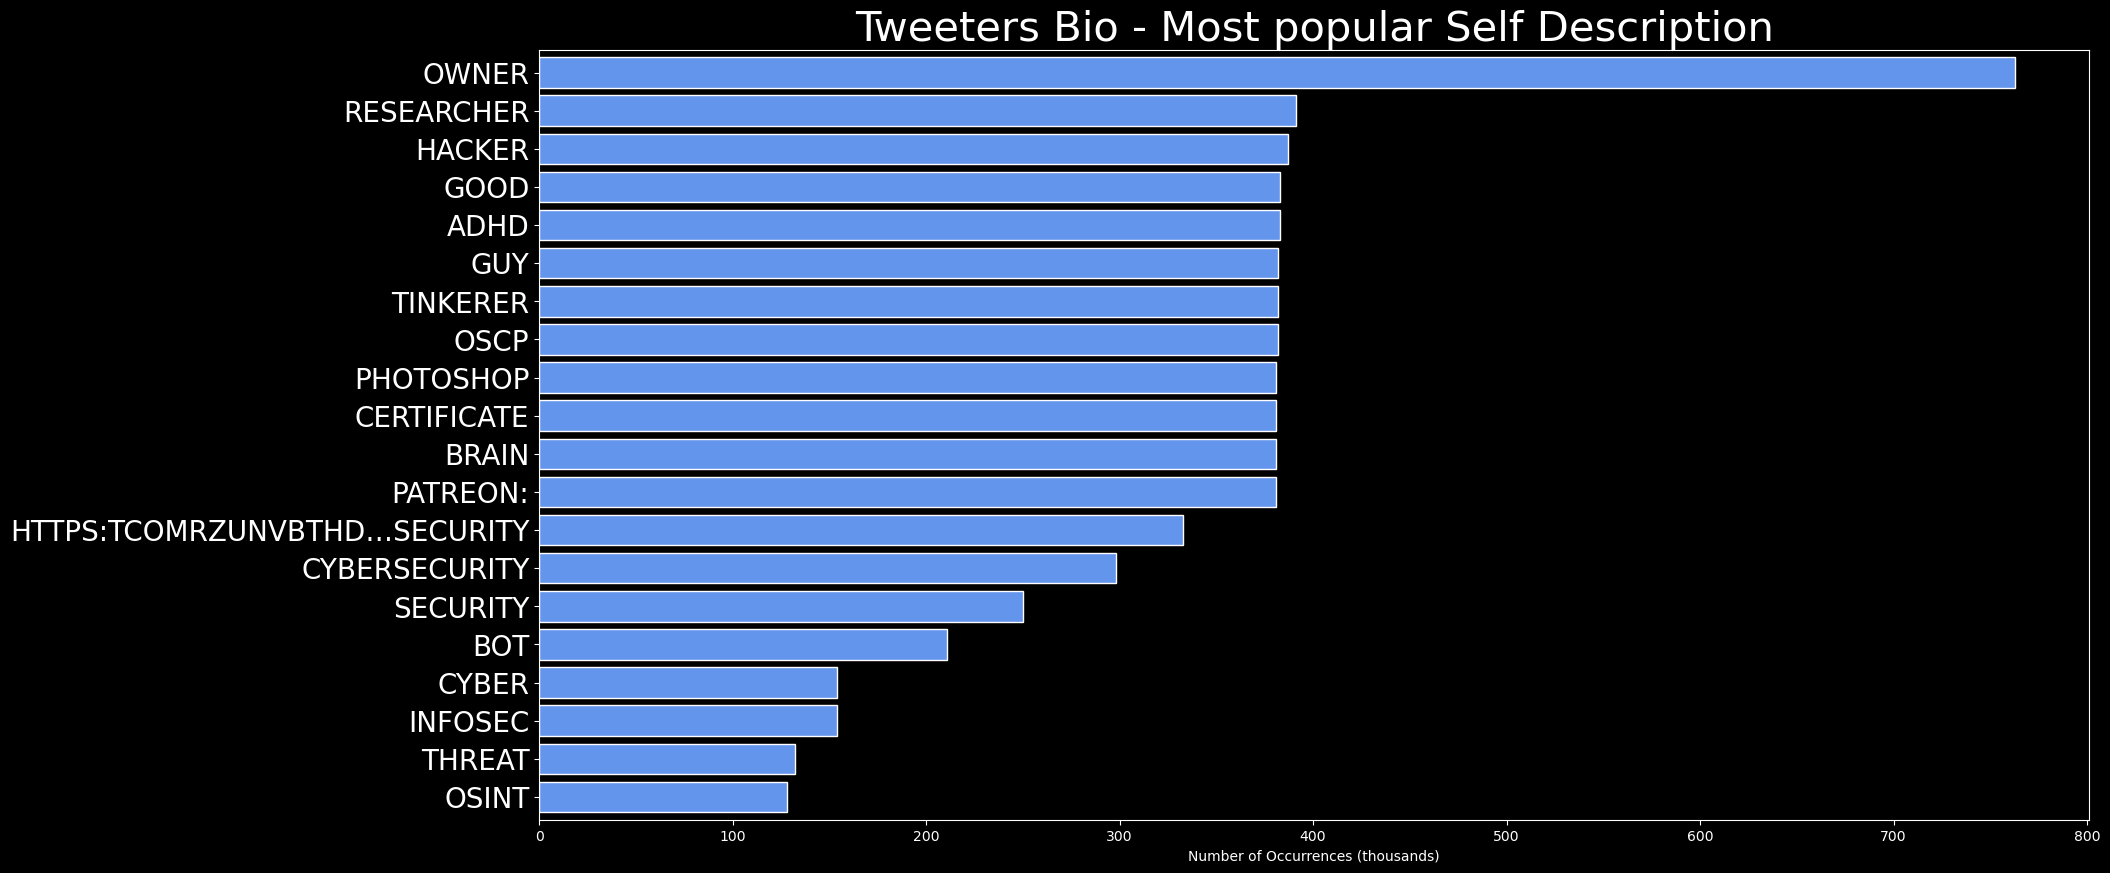 Tweeters Bio - Most popular Self Description
OWNER
RESEARCHER
HACKER
GOOD
ADHD
GUY
TINKERER
OSCP
PHOTOSHOP
CERTIFICATE
BRAIN
PATREON:
HTTPS:TCOMRZUNVBTHD...SECURITY
CYBERSECURITY
SECURITY
BOT
CYBER
INFOSEC
THREAT
OSINT
0 100 200 300 400 500 600 700 800
Number of Occurrences (thousands)